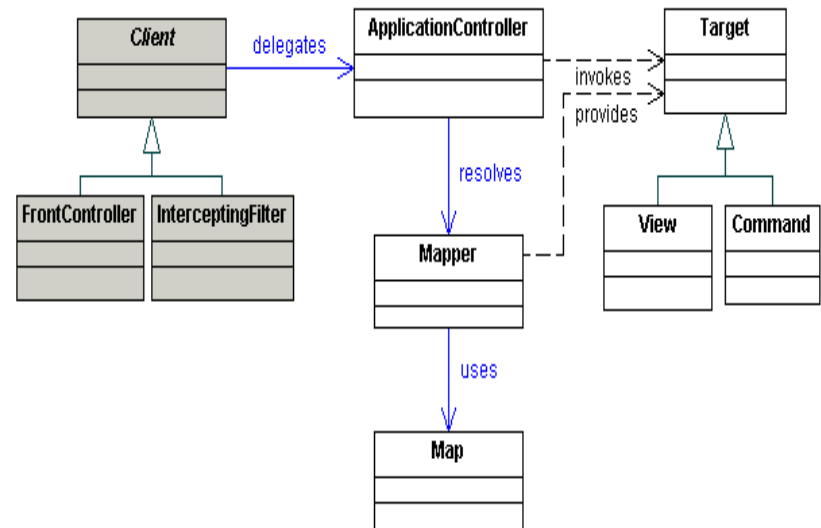 Client
delegates
ApplicationController
Target
invokes
provides
resolves
FrontController
InterceptingFilter
Mapper
View
Command
uses
Map